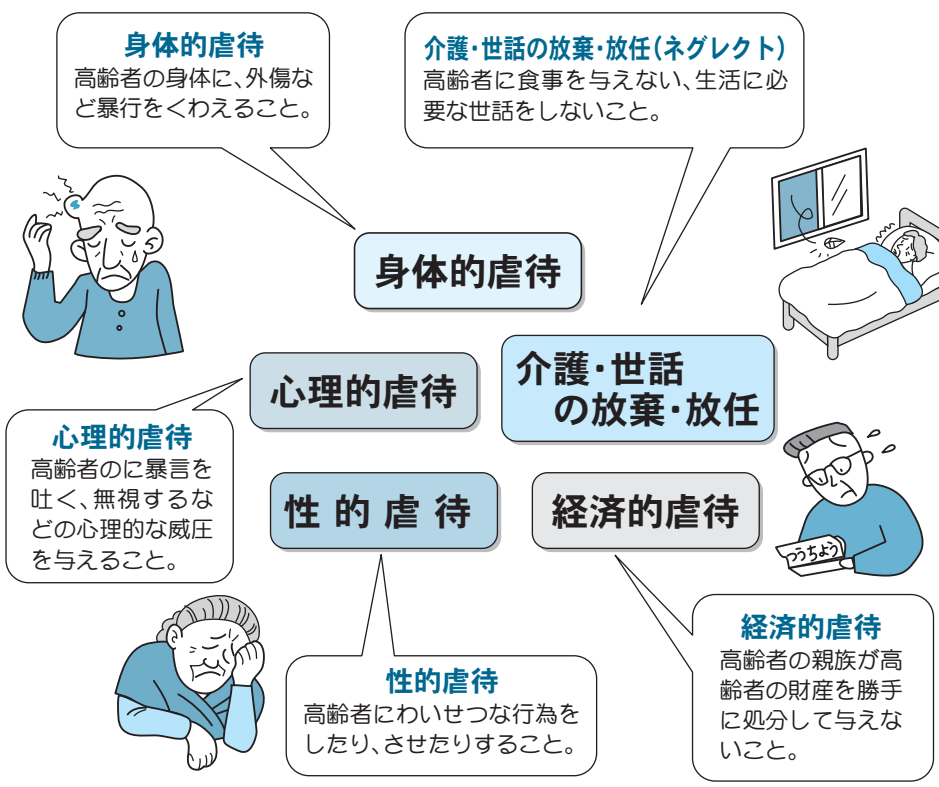 身体的虐待
高齢者の身体に、外傷な
ど暴行をくわえること。
介護・世話の放棄・放任(ネグレクト)
高齢者に食事を与えない、生活に必
要な世話をしないこと。
身体的虐待
心理的虐待
介護・世話
の放棄・放任
心理的虐待
高齢者のに暴言を
吐く、無視するな
どの心理的な威圧
を与えること。
性的虐待
経済的虐待
つうちょう
性的虐待
高齢者にわいせつな行為を
したり、させたりすること。
経済的虐待
高齢者の親族が高
齢者の財産を勝手
に処分して与えな
いこと。